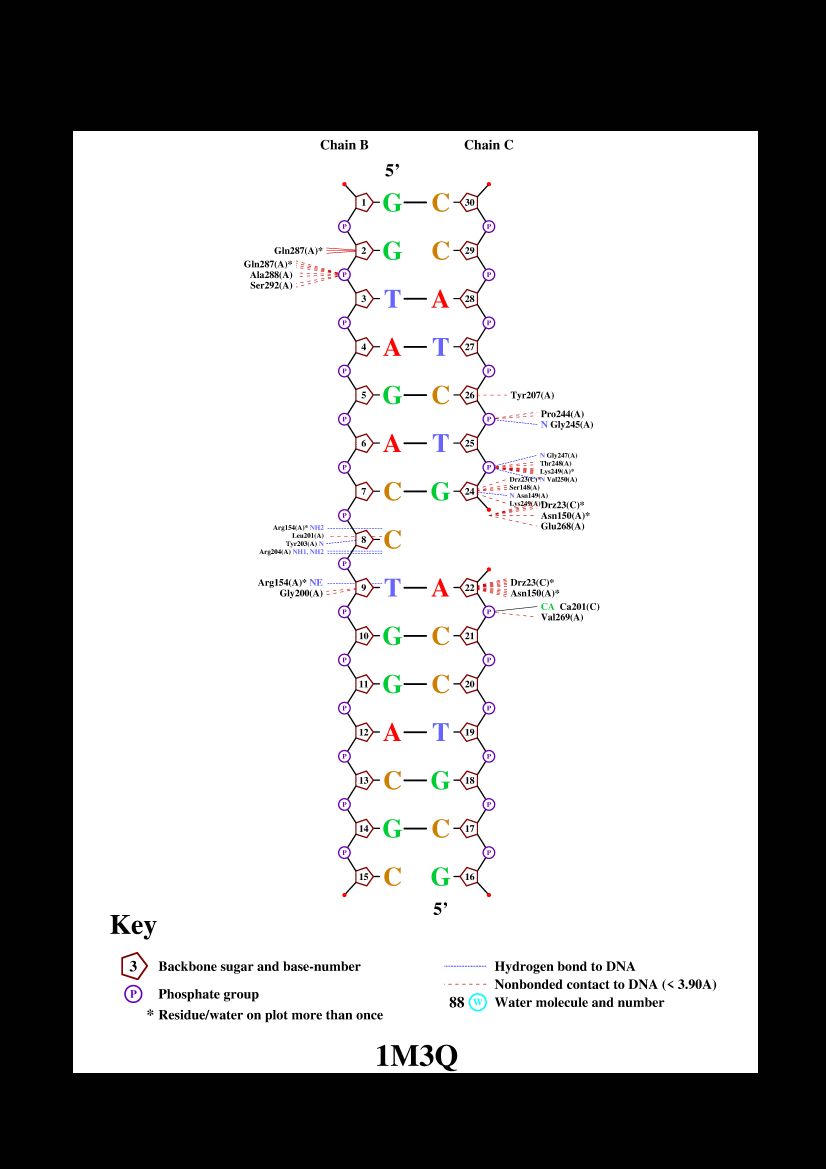 Chain B Chain C
5’
1 G C 30
P P
Gln287(A)* 2 G C 29
Gln287(A)* P P
Ala288(A)
Ser292(A)
3 T A 28
P P
4 A T 27
P P
5 G C 26 Tyr207(A)
P P Pro244(A)
N Gly245(A)
6 A T 25
N Gly247(A)
Thr248(A)
P P Lys249(A)*
N Val250(A)
Drz23(C)*
7 C G 24 Ser148(A)
N Asn149(A)
Lys249(A)*
Drz23(C)*
P Asn150(A)*
Glu268(A)
Arg154(A)* NH2
Leu201(A)
8 C
Tyr203(A) N
Arg204(A) NH1, NH2
P
Arg154(A)* NE 9 T A 22 Drz23(C)*
Gly200(A) Asn150(A)*
P P CA Ca201(C)
Val269(A)
10 G C 21
P P
11 G C 20
P P
12 A T 19
P P
13 C G 18
P P
14 G C 17
P P
15 C G 16
5’
Key
3 Backbone sugar and base-number
P Phosphate group
* Residue/water on plot more than once
Hydrogen bond to DNA
Nonbonded contact to DNA (< 3.90A)
88 W Water molecule and number
1M3Q